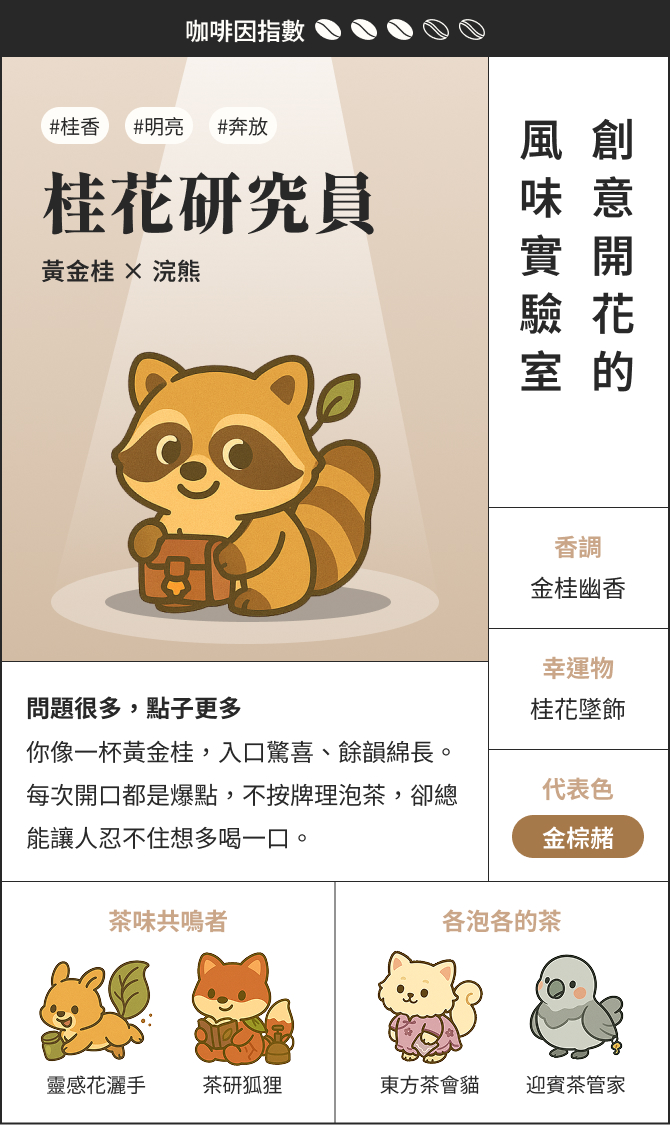 咖啡因指數
#桂香 #明亮 #奔放
桂花研究員
黃金桂 × 浣熊
創意開花的
風味實驗室
香調
金桂幽香
幸運物
桂花墜飾
代表色
金棕赭
問題很多，點子更多
你像一杯黃金桂，入口驚喜、餘韻綿長。
每次開口都是爆點，不按牌理泡茶，卻總
能讓人忍不住想多喝一口。
茶味共鳴者
靈感花灑手
茶研狐狸
各泡各的茶
東方茶會貓
迎賓茶管家